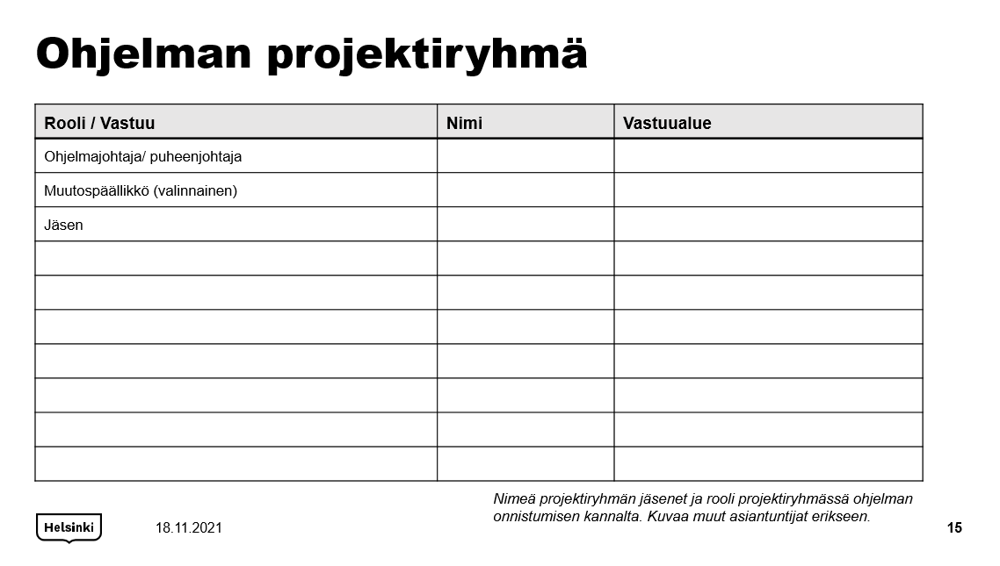 Ohjelman projektiryhmä
Rooli / Vastuu Nimi Vastuualue
Ohjelmajohtaja/ puheenjohtaja
Muutospäällikkö (valinnainen)
Jäsen
Nimeä projektiryhmän jäsenet ja rooli projektiryhmässä ohjelman
onnistumisen kannalta. Kuvaa muut asiantuntijat erikseen.
Helsinki 18.11.2021 15